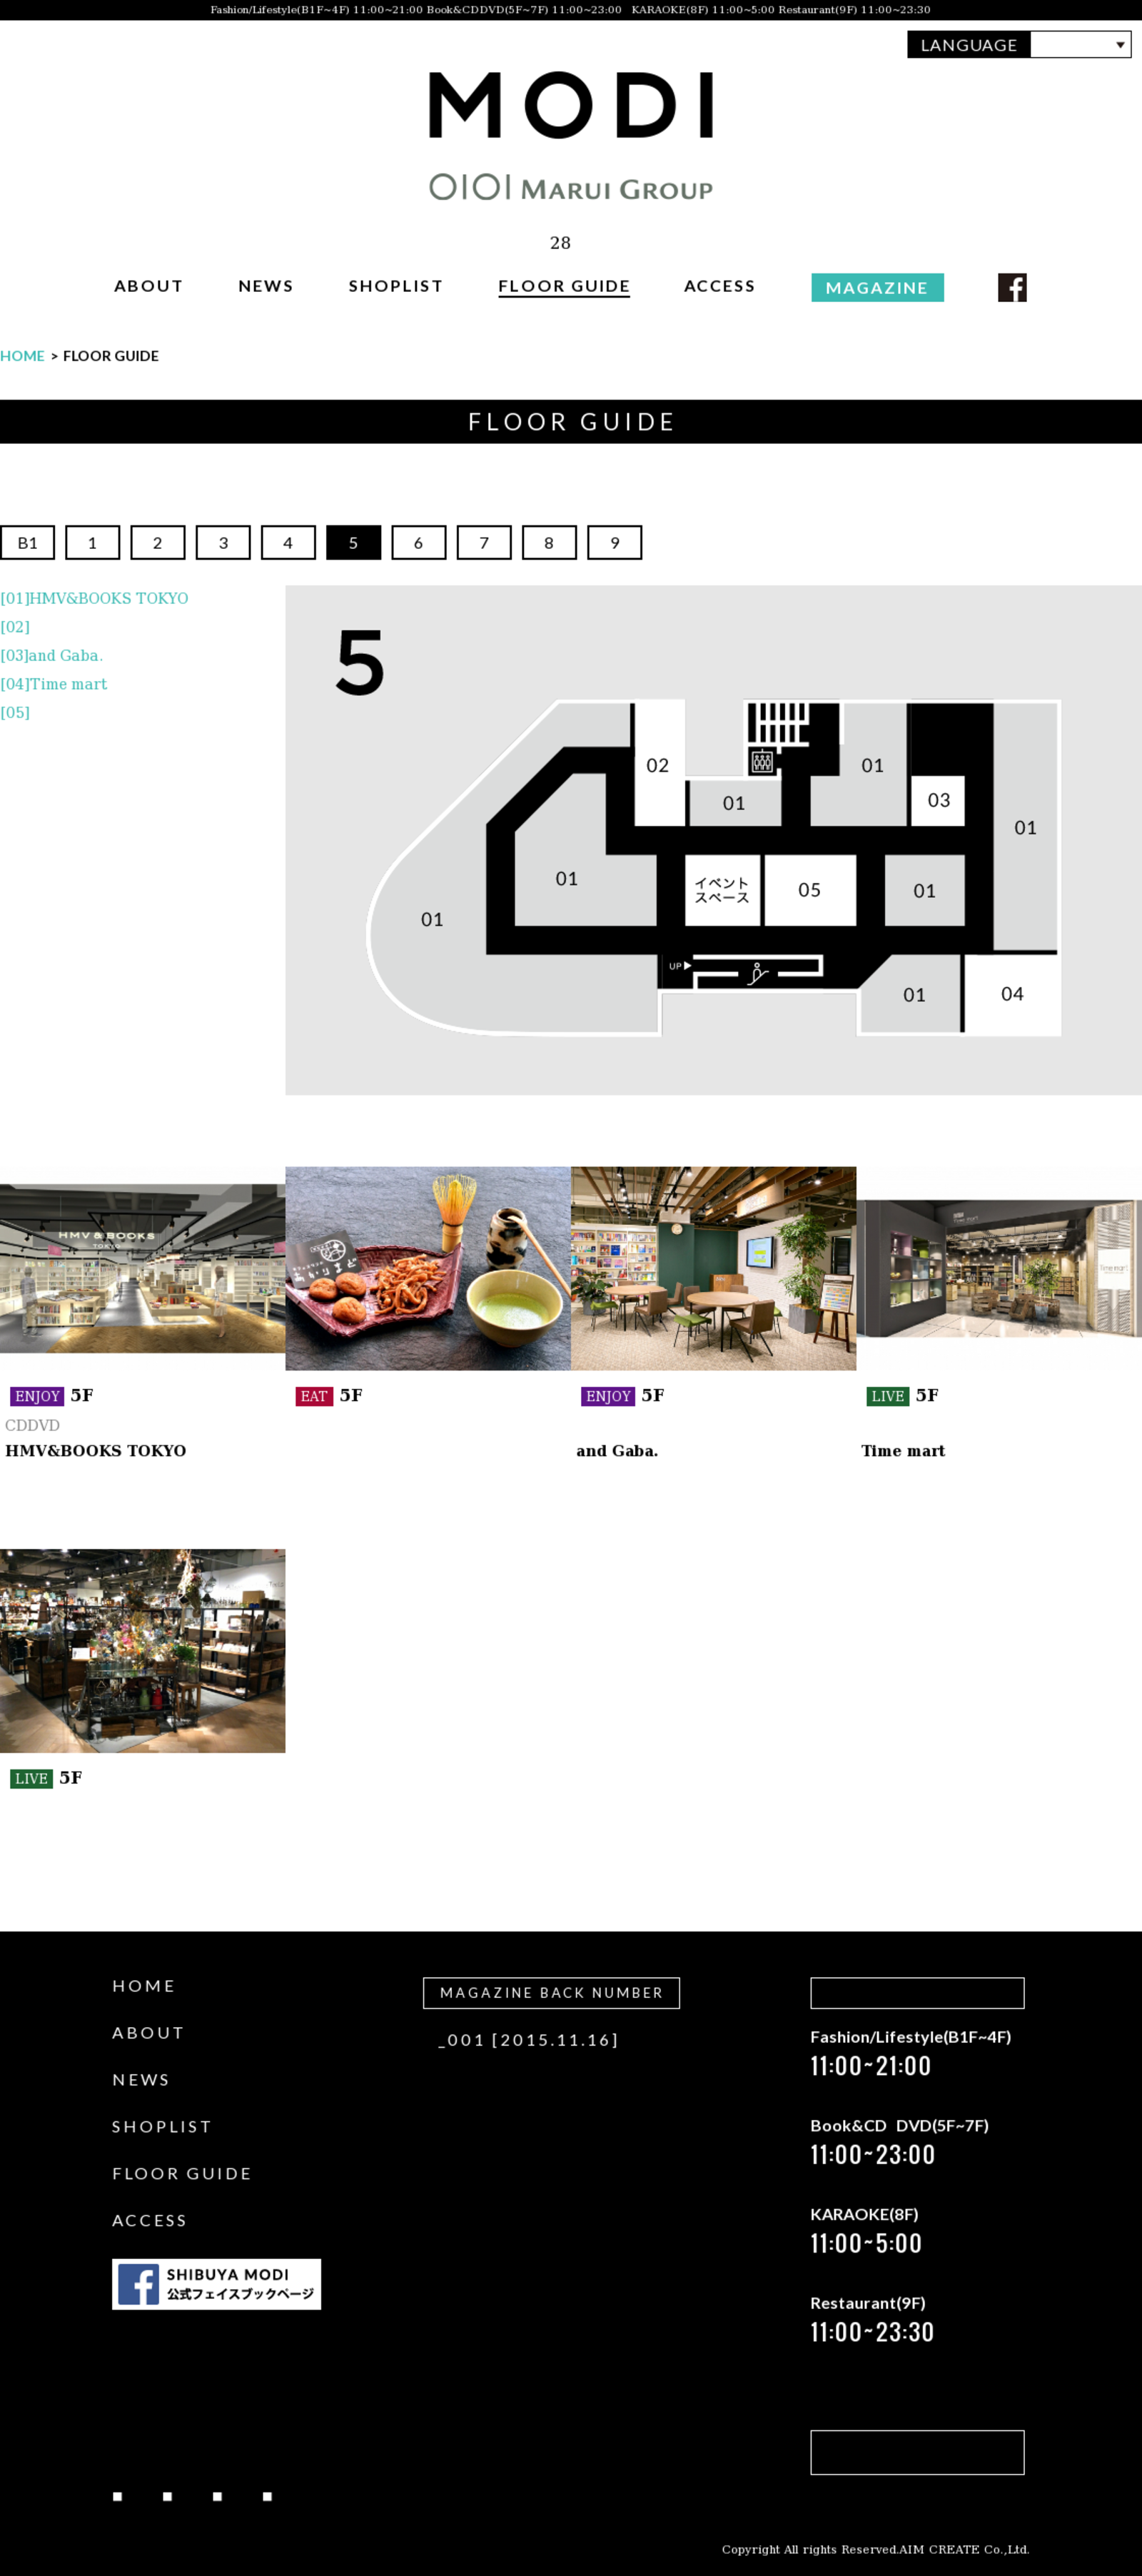 Fashion/Lifestyle(B1F~4F) 11:00~21:00 Book&CDDVD(5F~7F) 11:00~23:00 KARAOKE(8F) 11:00~5:00 Restaurant(9F) 11:00~23:30
LANGUAGE
MODI
OIOI MARUI GROUP
28
ABOUT
NEWS
SHOPLIST
FLOOR GUIDE
ACCESS
MAGAZINE
HOME > FLOOR GUIDE
FLOOR GUIDE
B1 1 2 3 4 5 6 7 8 9
[01]HMV&BOOKS TOKYO
[02]
[03]and Gaba.
[04]Time mart
[05]
5
02
01
01
03
01
01
イベント
スペース
05
01
01
UP
01
04
HMV & BOOKS
TOKYO
Time mart
Time mart
ENJOY 5F
CDDVD
HMV&BOOKS TOKYO
EAT 5F
ENJOY 5F
and Gaba.
LIVE 5F
Time mart
LIVE 5F
HOME
ABOUT
NEWS
SHOPLIST
FLOOR GUIDE
ACCESS
SHIBUYA MODI
公式フェイスブックページ
MAGAZINE BACK NUMBER
_001 [2015.11.16]
Fashion/Lifestyle(B1F~4F)
11:00~21:00
Book&CD DVD(5F~7F)
11:00~23:00
KARAOKE(8F)
11:00~5:00
Restaurant(9F)
11:00~23:30
Copyright All rights Reserved.AIM CREATE Co.,Ltd.